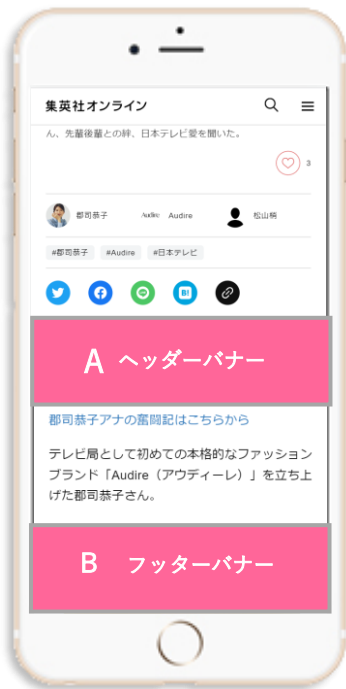 集英社オンライン
ん、先輩後輩との絆、日本テレビ愛を聞いた。
3
郡司恭子 Audire Audire 松山梢
#郡司恭子 #Audire #日本テレビ
B!
A ヘッダーバナー
郡司恭子アナの奮闘記はこちらから
テレビ局として初めての本格的なファッション
ブランド「Audire（アウディーレ）」を立ち上
げた郡司恭子さん。
B フッターバナー